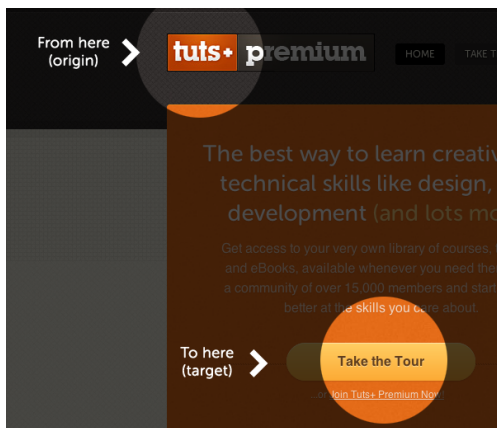 From here
(origin)
tuts+ premium
HOME
TAKE T
The best way to learn creativ
technical skills like design,
development (and lots mo
Get access to your very own library of courses,
and eBooks, available whenever you need the
a community of over 15,000 members and start
better at the skills you care about.
To here
(target)
Take the Tour
...or Join Tuts+ Premium Now!